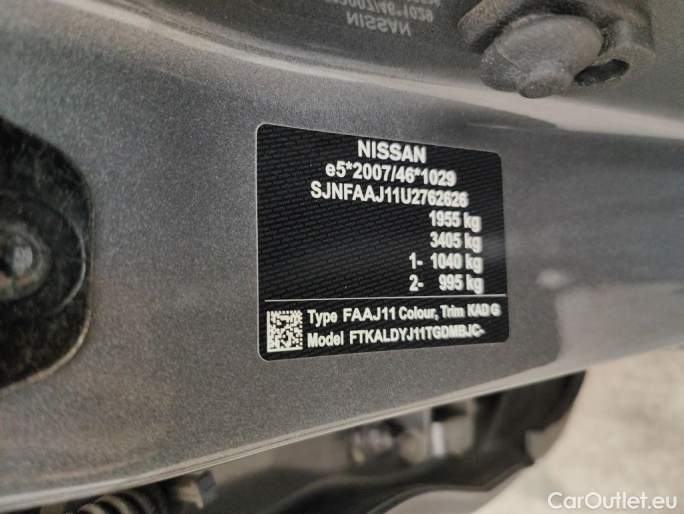 NISSAN
e5*2007/46*1029
SJNFAAJ11U2762626
1955 kg
3405 kg
1- 1040 kg
2- 995 kg
Type FAAJ11 Colour, Trim KAD G
Model FTKALDYJ11TGDMBJC-
CarOutlet.eu